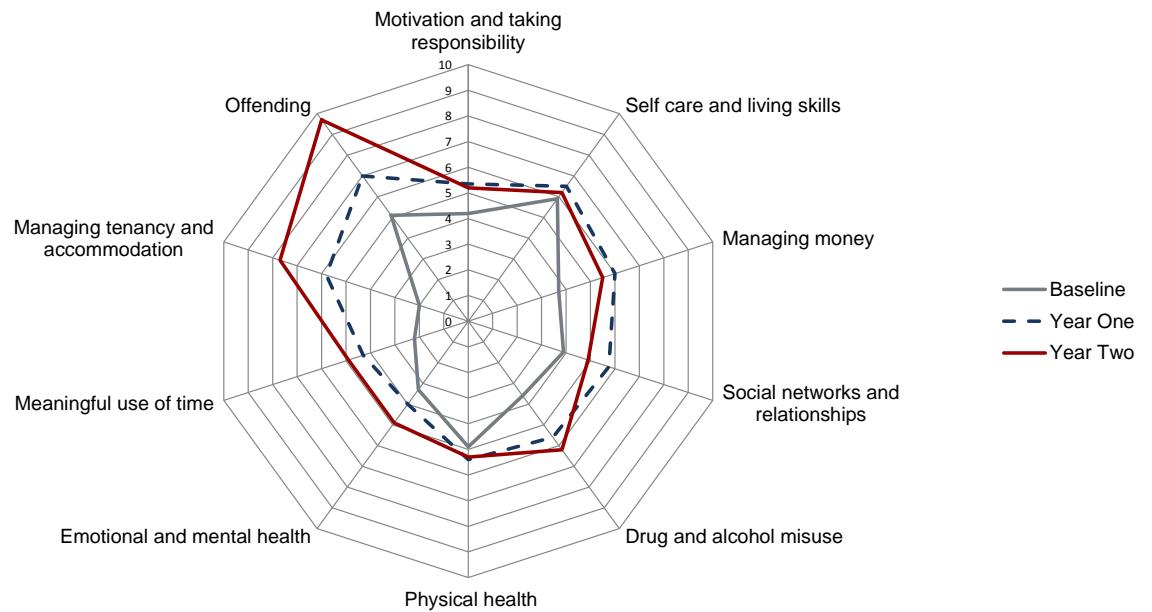 Motivation and taking
responsibility
10
9
8
7
6
5
4
3
2
1
0
Offending
Self care and living skills
Managing tenancy and
accommodation
Managing money
Meaningful use of time
Social networks and
relationships
Emotional and mental health
Drug and alcohol misuse
Physical health
Baseline
Year One
Year Two